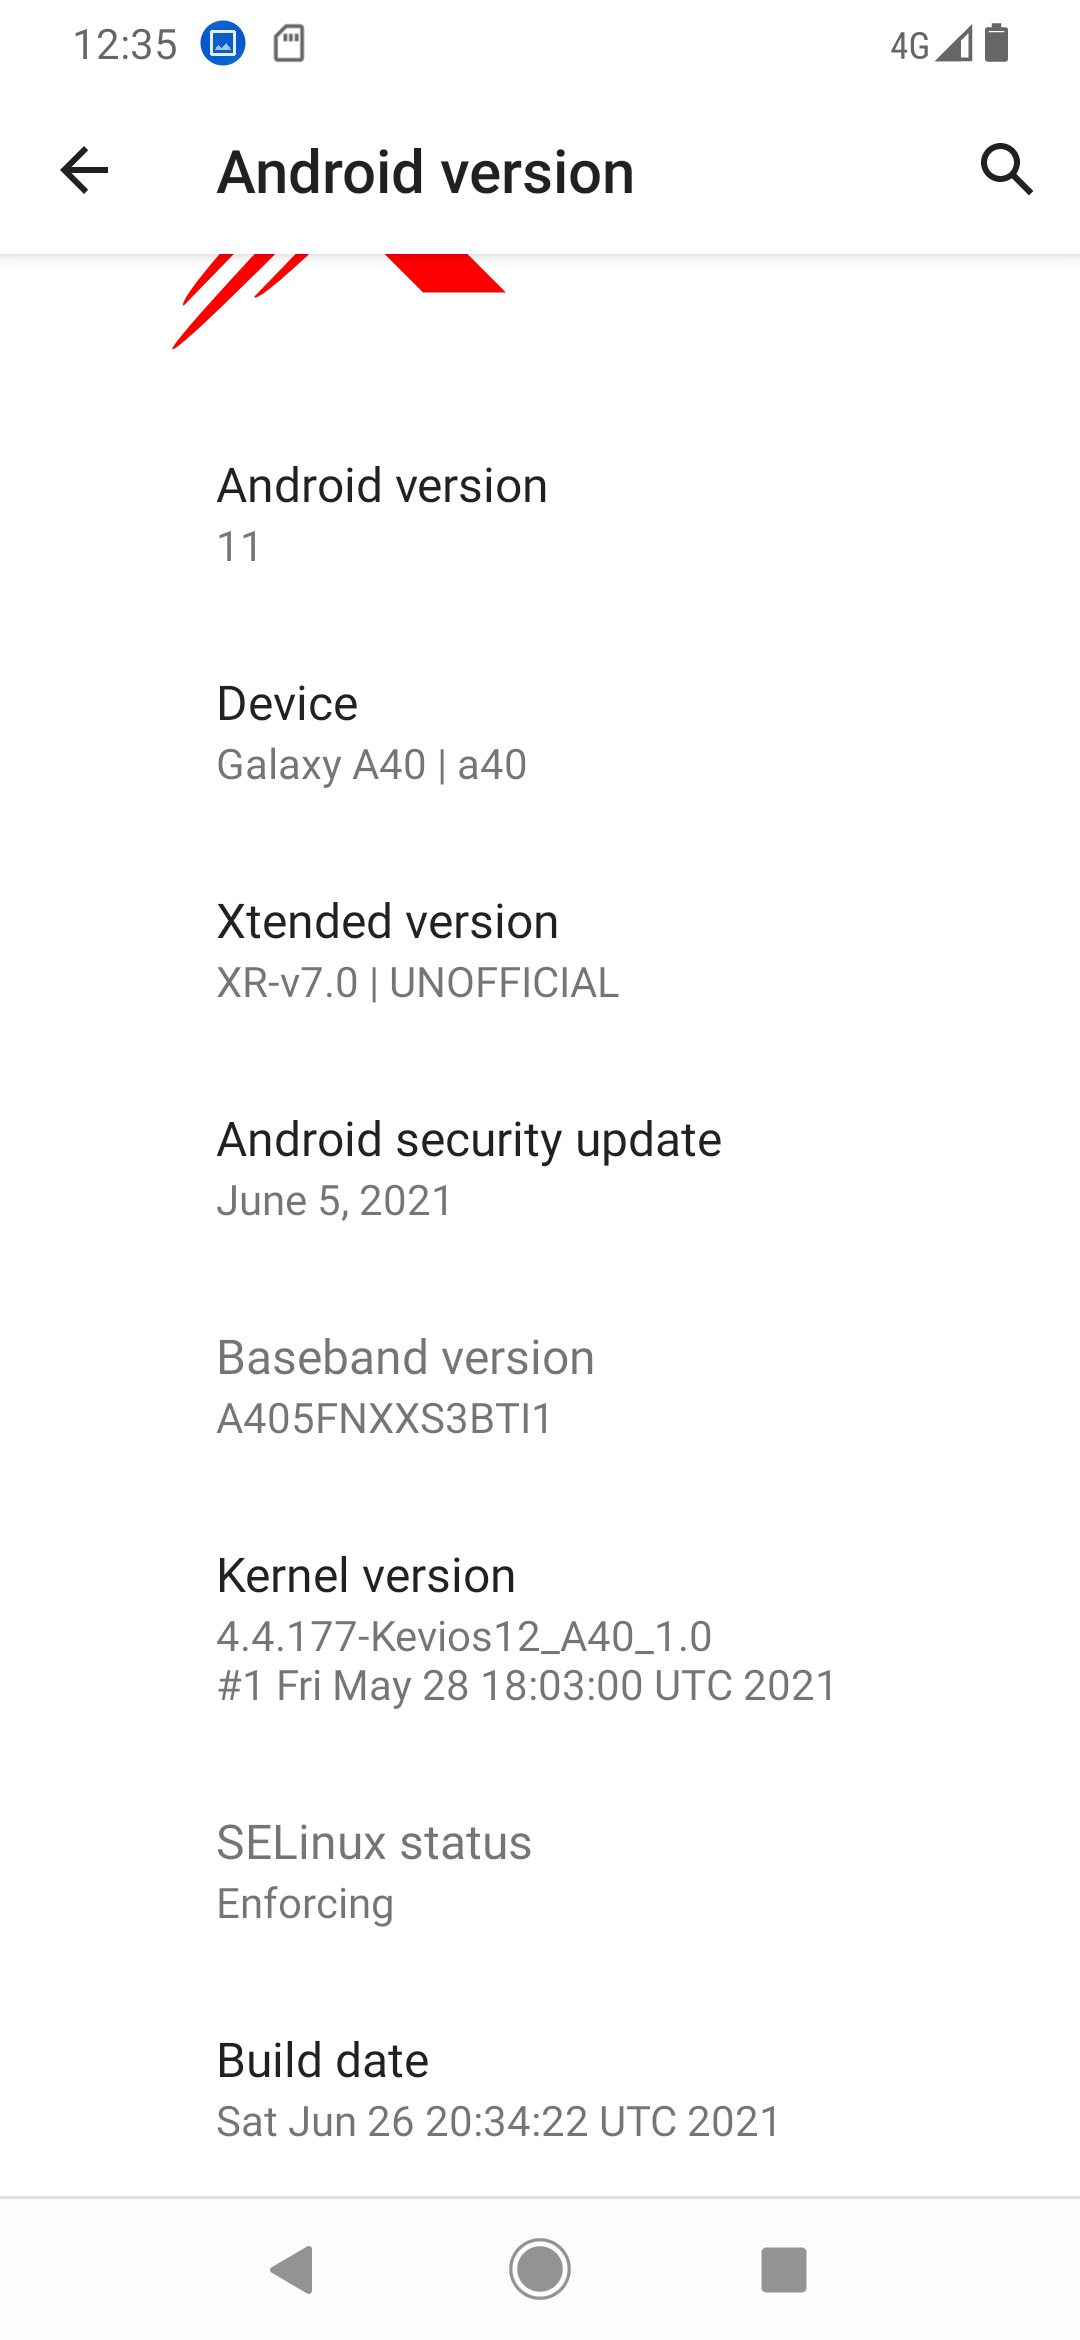 12:35
4G
Android version
Android version
11
Device
Galaxy A40 | a40
Xtended version
XR-v7.0 | UNOFFICIAL
Android security update
June 5, 2021
Baseband version
A405FNXXS3BTI1
Kernel version
4.4.177-Kevios12_A40_1.0
#1 Fri May 28 18:03:00 UTC 2021
SELinux status
Enforcing
Build date
Sat Jun 26 20:34:22 UTC 2021